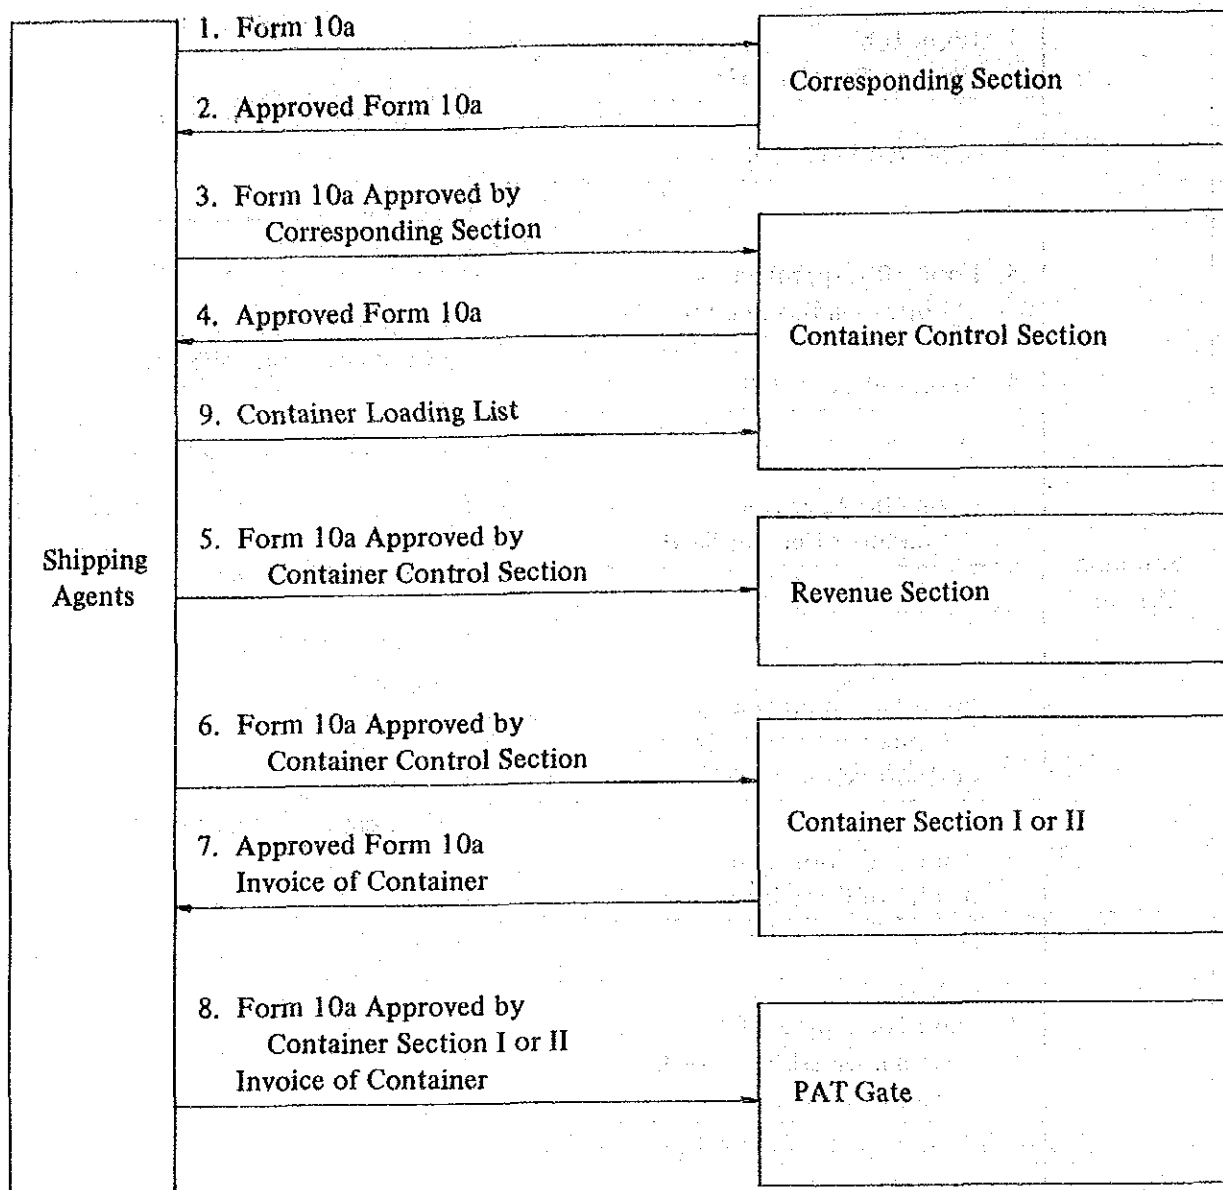 1. Form 10a
Corresponding Section
2. Approved Form 10a
3. Form 10a Approved by
Corresponding Section
4. Approved Form 10a
Container Control Section
9. Container Loading List
Shipping
Agents
5. Form 10a Approved by
Container Control Section
Revenue Section
6. Form 10a Approved by
Container Control Section
Container Section I or II
7. Approved Form 10a
Invoice of Container
8. Form 10a Approved by
Container Section I or II
Invoice of Container
PAT Gate